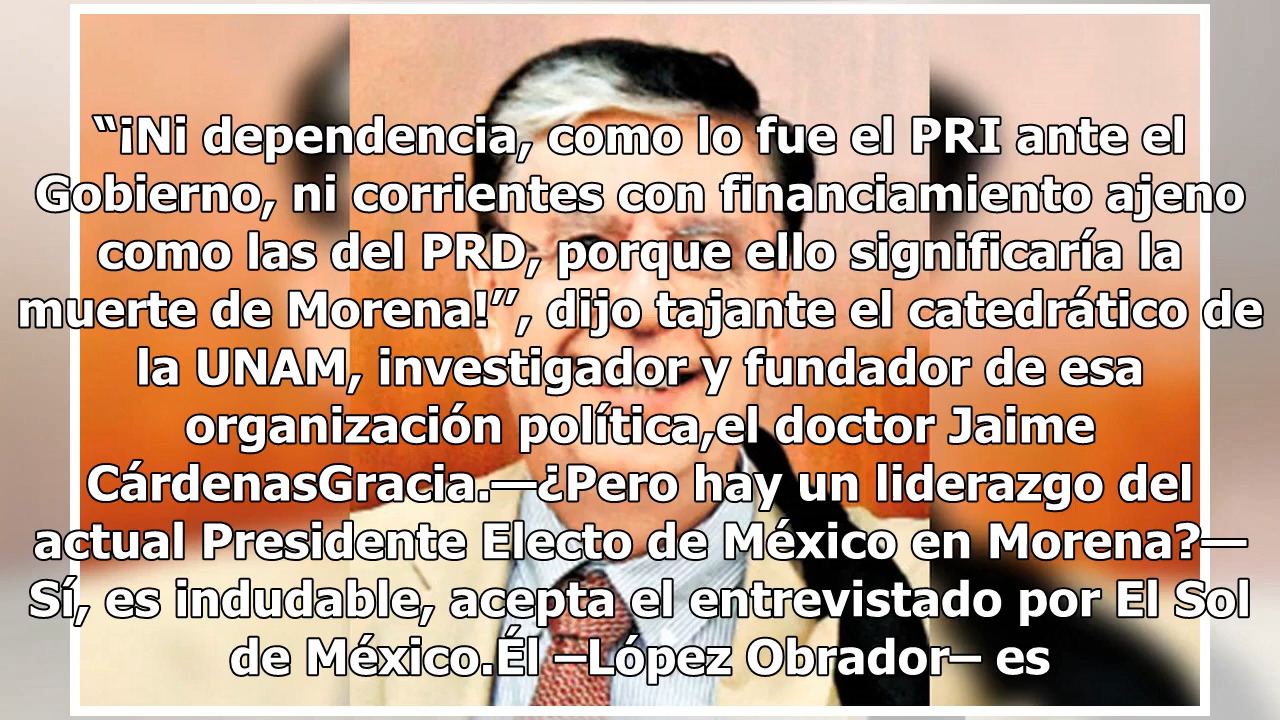 “¡Ni dependencia, como lo fue el PRI ante el
Gobierno, ni corrientes con financiamiento ajeno
como las del PRD, porque ello significaría la
muerte de Morena!”, dijo tajante el catedrático de
la UNAM, investigador y fundador de esa
organización política,el doctor Jaime
CárdenasGracia.—¿Pero hay un liderazgo del
actual Presidente Electo de México en Morena?—
Sí, es indudable, acepta el entrevistado por El Sol
de México.Él —López Obrador— es